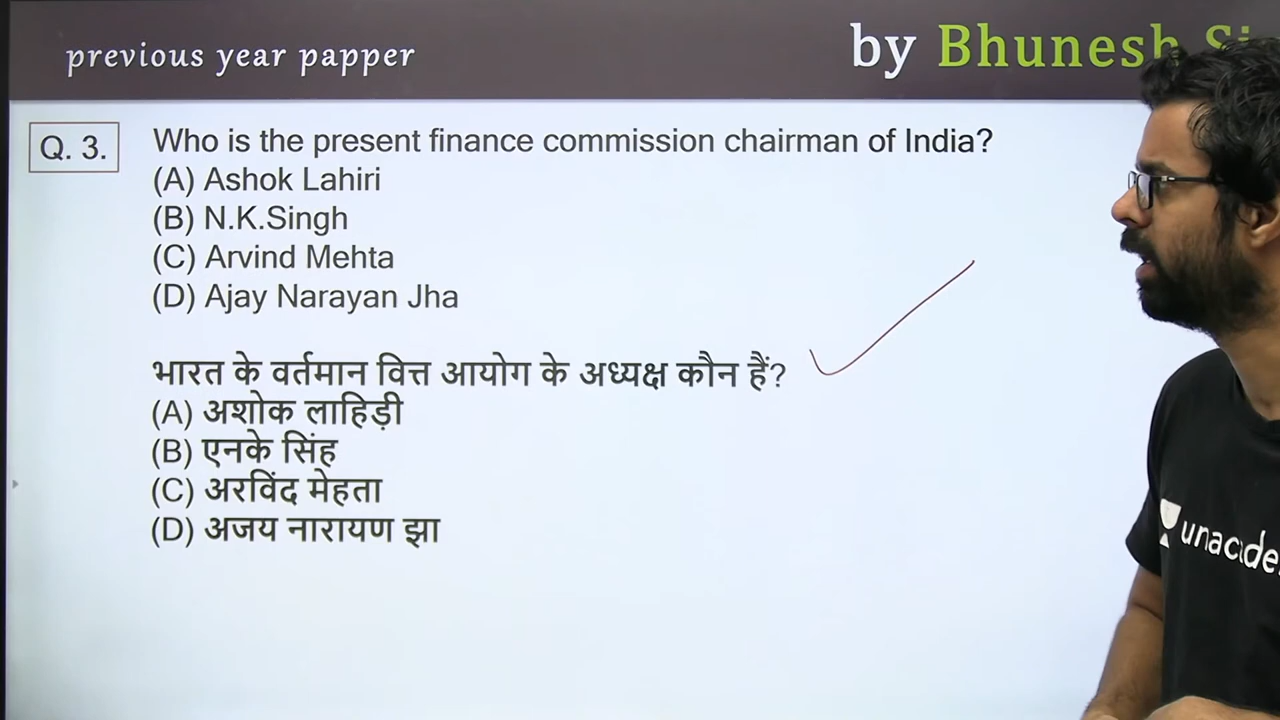 previous year papper
by Bhunesh
Q. 3.
Who is the present finance commission chairman of India?
(A) Ashok Lahiri
(B) N.K.Singh
(C) Arvind Mehta
(D) Ajay Narayan Jha
भारत के वर्तमान वित्त आयोग के अध्यक्ष कौन हैं?
(A) अशोक लाहिड़ी
(B) एनके सिंह
(C) अरविंद मेहता
(D) अजय नारायण झा